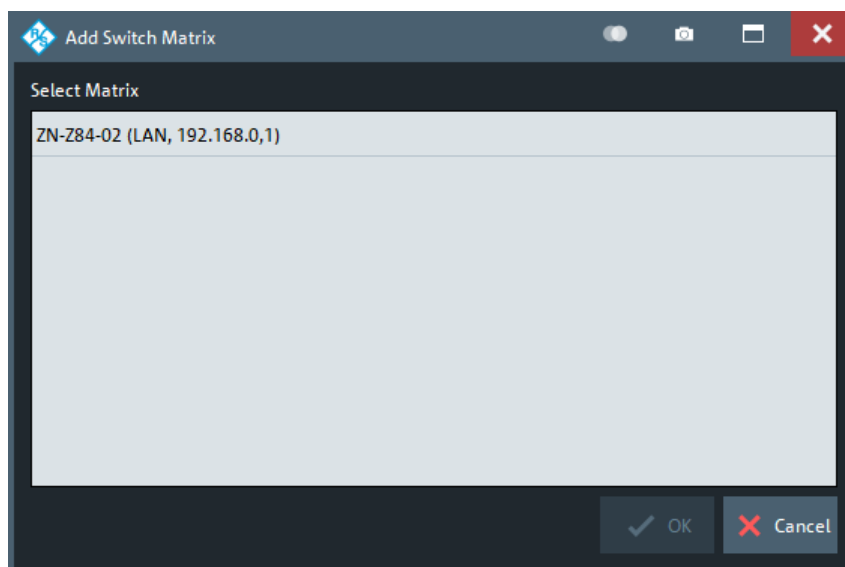 R&S Add Switch Matrix
Select Matrix
ZN-Z84-02 (LAN, 192.168.0,1)
OK Cancel